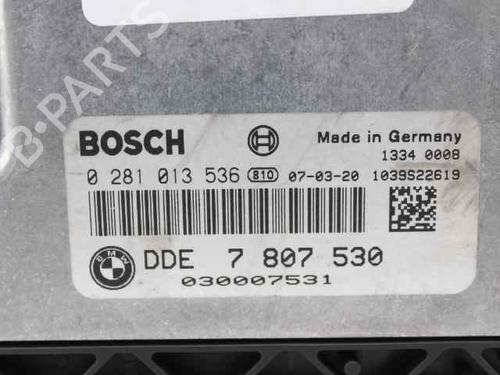 B-PARTS
BOSCH
Made in Germany
1334 0008
0 281 013 536 810 07-03-20 1039S22619
BMW
DDE 7 807 530
030007531